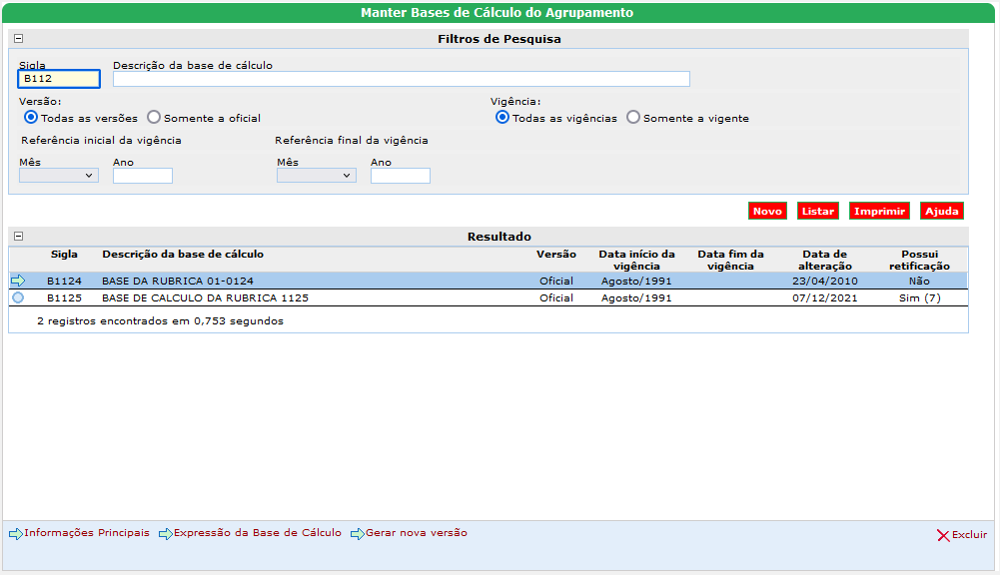 Manter Bases de Cálculo do Agrupamento
Filtros de Pesquisa
Sigla Descrição da base de cálculo
B112
Versão: Vigência:
Todas as versões Somente a oficial Todas as vigências Somente a vigente
Referência inicial da vigência Referência final da vigência
Mês Ano Mês Ano
Novo Listar Imprimir Ajuda
Resultado
Sigla Descrição da base de cálculo Versão Data início da vigência Data fim da vigência Data de alteração Possui retificação
B1124 BASE DA RUBRICA 01-0124 Oficial Agosto/1991 23/04/2010 Não
B1125 BASE DE CALCULO DA RUBRICA 1125 Oficial Agosto/1991 07/12/2021 Sim (7)
2 registros encontrados em 0,753 segundos
Informações Principais Expressão da Base de Cálculo Gerar nova versão Excluir